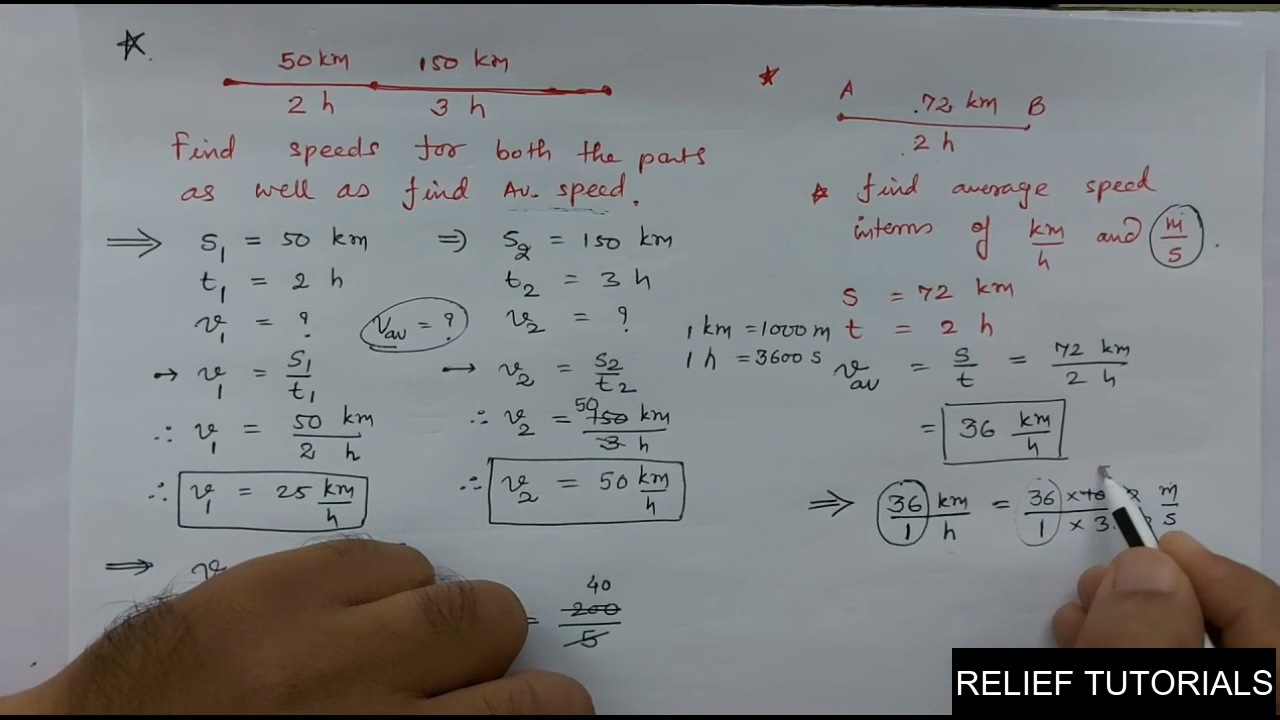 50 km 150 km
2 h 3 h
Find speeds for both the parts
as well as find Av. speed.
⇒ S₁ = 50 km ⇒ S₂ = 150 km
t₁ = 2 h t₂ = 3 h
v₁ = ? Vav = ? v₂ = ?
→ v₁ = S₁/t₁ → v₂ = S₂/t₂
∴ v₁ = 50 km / 2 h ∴ v₂ = 50 150 km / 3 h
∴ v₁ = 25 km/h ∴ v₂ = 50 km/h
⇒ v
40
= 200/5
A 72 km B
2 h
find average speed
interms of km/h and m/s.
S = 72 km
1 km = 1000 m t = 2 h
1 h = 3600 s vav = S/t = 72 km / 2 h
= 36 km/h
⇒ 36/1 km/h = 36 × 10 / 1 × 3 m/s
RELIEF TUTORIALS